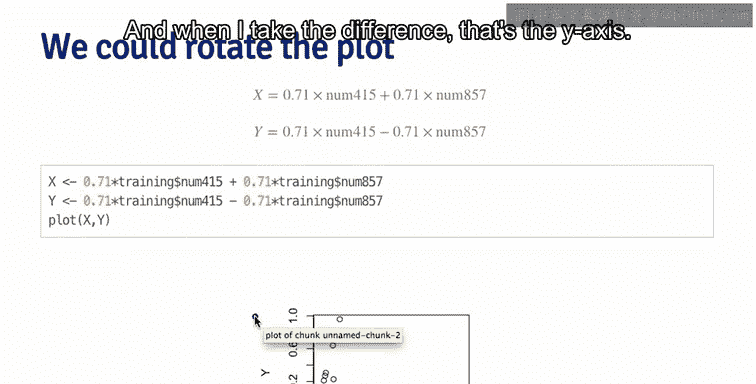 And when I take the difference, that's the y-axis.
We could rotate the plot
X = 0.71 × num415 + 0.71 × num857
Y = 0.71 × num415 − 0.71 × num857
X <- 0.71*training$num415 + 0.71*training$num857
Y <- 0.71*training$num415 - 0.71*training$num857
plot(X,Y)
1.0
plot of chunk unnamed-chunk-2
0.6
Y
0.2